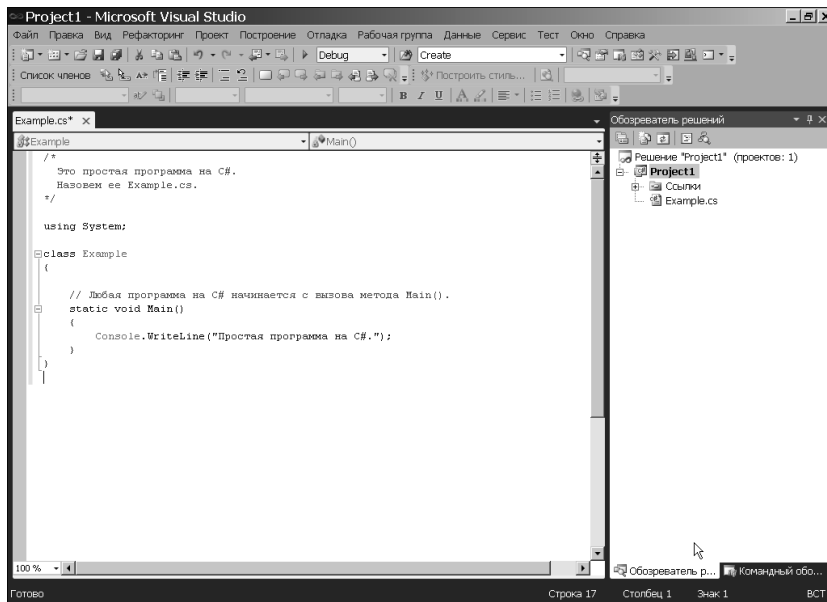 Project1 - Microsoft Visual Studio
Файл Правка Вид Рефакторинг Проект Построение Отладка Рабочая группа Данные Сервис Тест Окно Справка
Debug Create
Список членов Построить стиль...
B I U A
Example.cs* Обозреватель решений
Example Main()
/*
Это простая программа на C#.
Назовем ее Example.cs.
*/
using System;
class Example
{
// Любая программа на C# начинается с вызова метода Main().
static void Main()
{
Console.WriteLine("Простая программа на C#.");
}
}
Решение "Project1" (проектов: 1)
Project1
Ссылки
Example.cs
100 %
Обозреватель р... Командный обо...
Готово Строка 17 Столбец 1 Знак 1 ВСТ